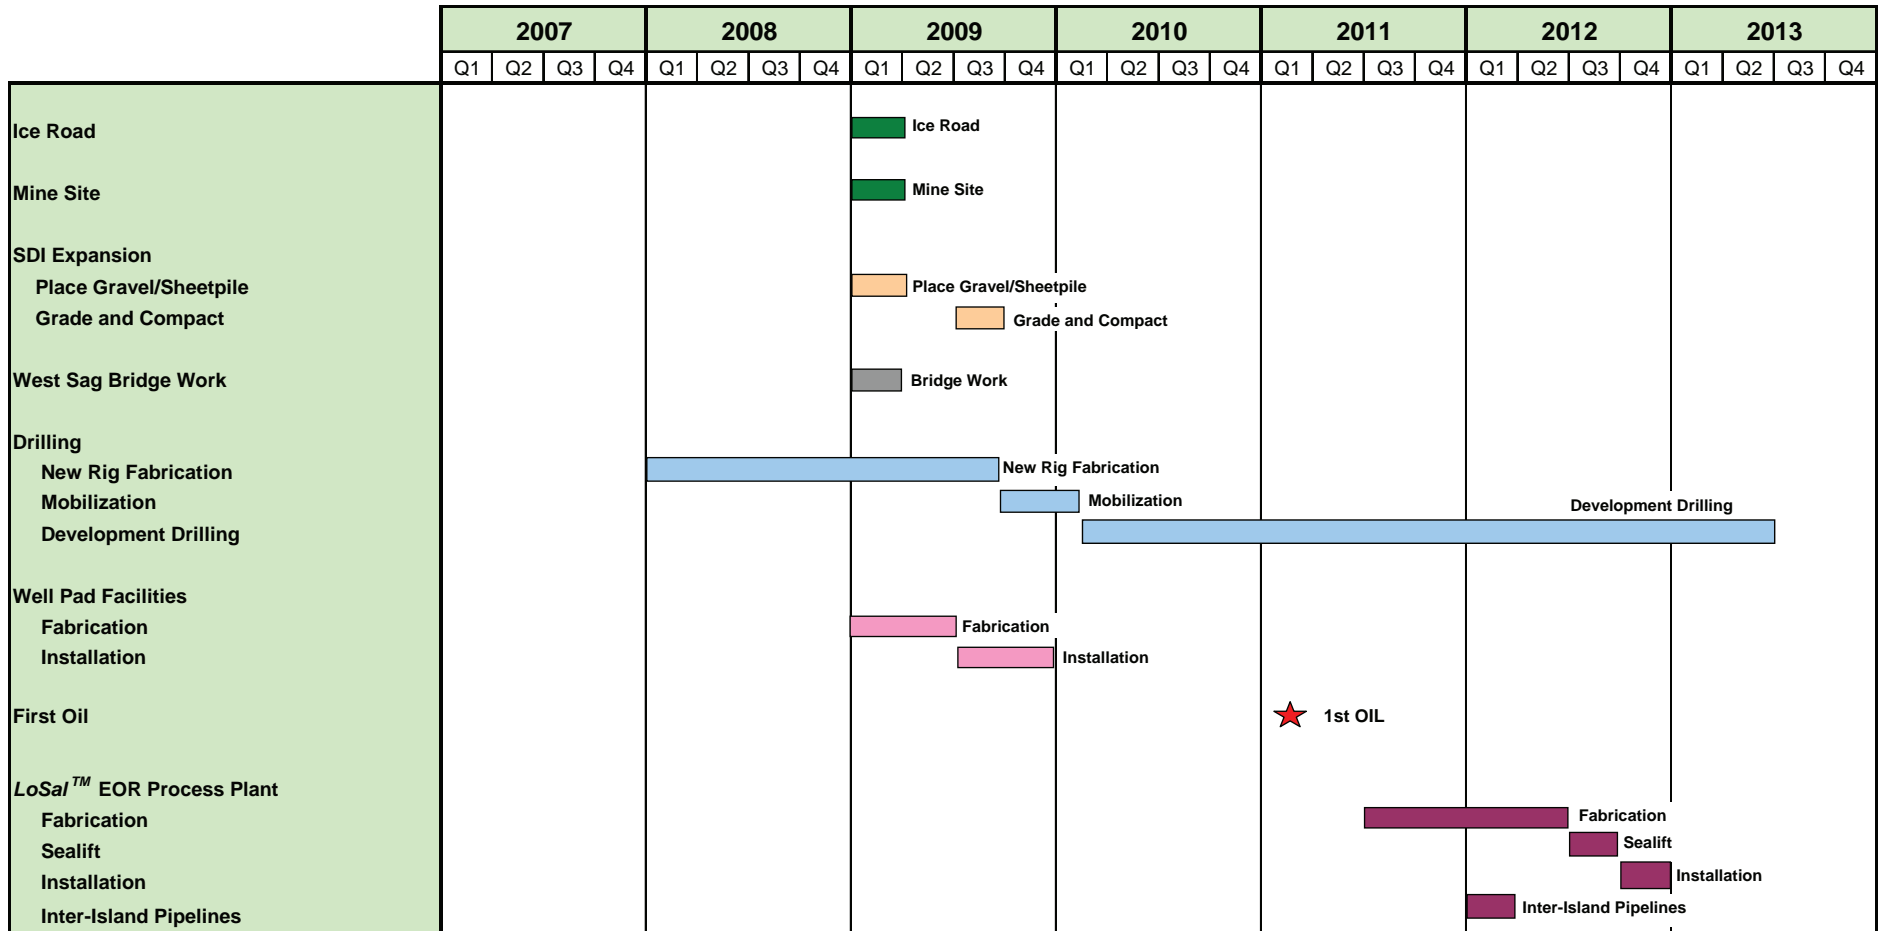 2007 2008 2009 2010 2011 2012 2013
Q1 Q2 Q3 Q4 Q1 Q2 Q3 Q4 Q1 Q2 Q3 Q4 Q1 Q2 Q3 Q4 Q1 Q2 Q3 Q4 Q1 Q2 Q3 Q4 Q1 Q2 Q3 Q4
Ice Road Ice Road
Mine Site Mine Site
SDI Expansion
Place Gravel/Sheetpile Place Gravel/Sheetpile
Grade and Compact Grade and Compact
West Sag Bridge Work Bridge Work
Drilling
New Rig Fabrication New Rig Fabrication
Mobilization Mobilization
Development Drilling Development Drilling
Well Pad Facilities
Fabrication Fabrication
Installation Installation
First Oil 1st OIL
LoSal TM EOR Process Plant
Fabrication Fabrication
Sealift Sealift
Installation Installation
Inter-Island Pipelines Inter-Island Pipelines